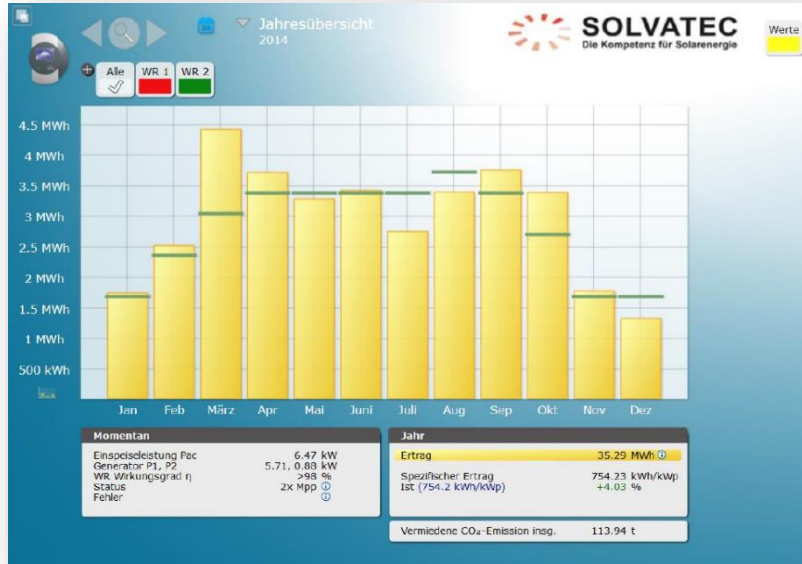 Jahresübersicht
2014
SOLVATEC
Die Kompetenz für Solarenergie
Werte
Alle WR 1 WR 2
4.5 MWh
4 MWh
3.5 MWh
3 MWh
2.5 MWh
2 MWh
1.5 MWh
1 MWh
500 kWh
Jan Feb März Apr Mai Juni Juli Aug Sep Okt Nov Dez
Momentan
Einspeiseleistung Pac 6.47 kW
Generator P1, P2 5.71, 0.88 kW
WR Wirkungsgrad η >98 %
Status 2x Mpp
Fehler
Jahr
Ertrag 35.29 MWh
Spezifischer Ertrag 754.23 kWh/kWp
Ist (754.2 kWh/kWp) +4.03 %
Vermiedene CO₂-Emission insg. 113.94 t